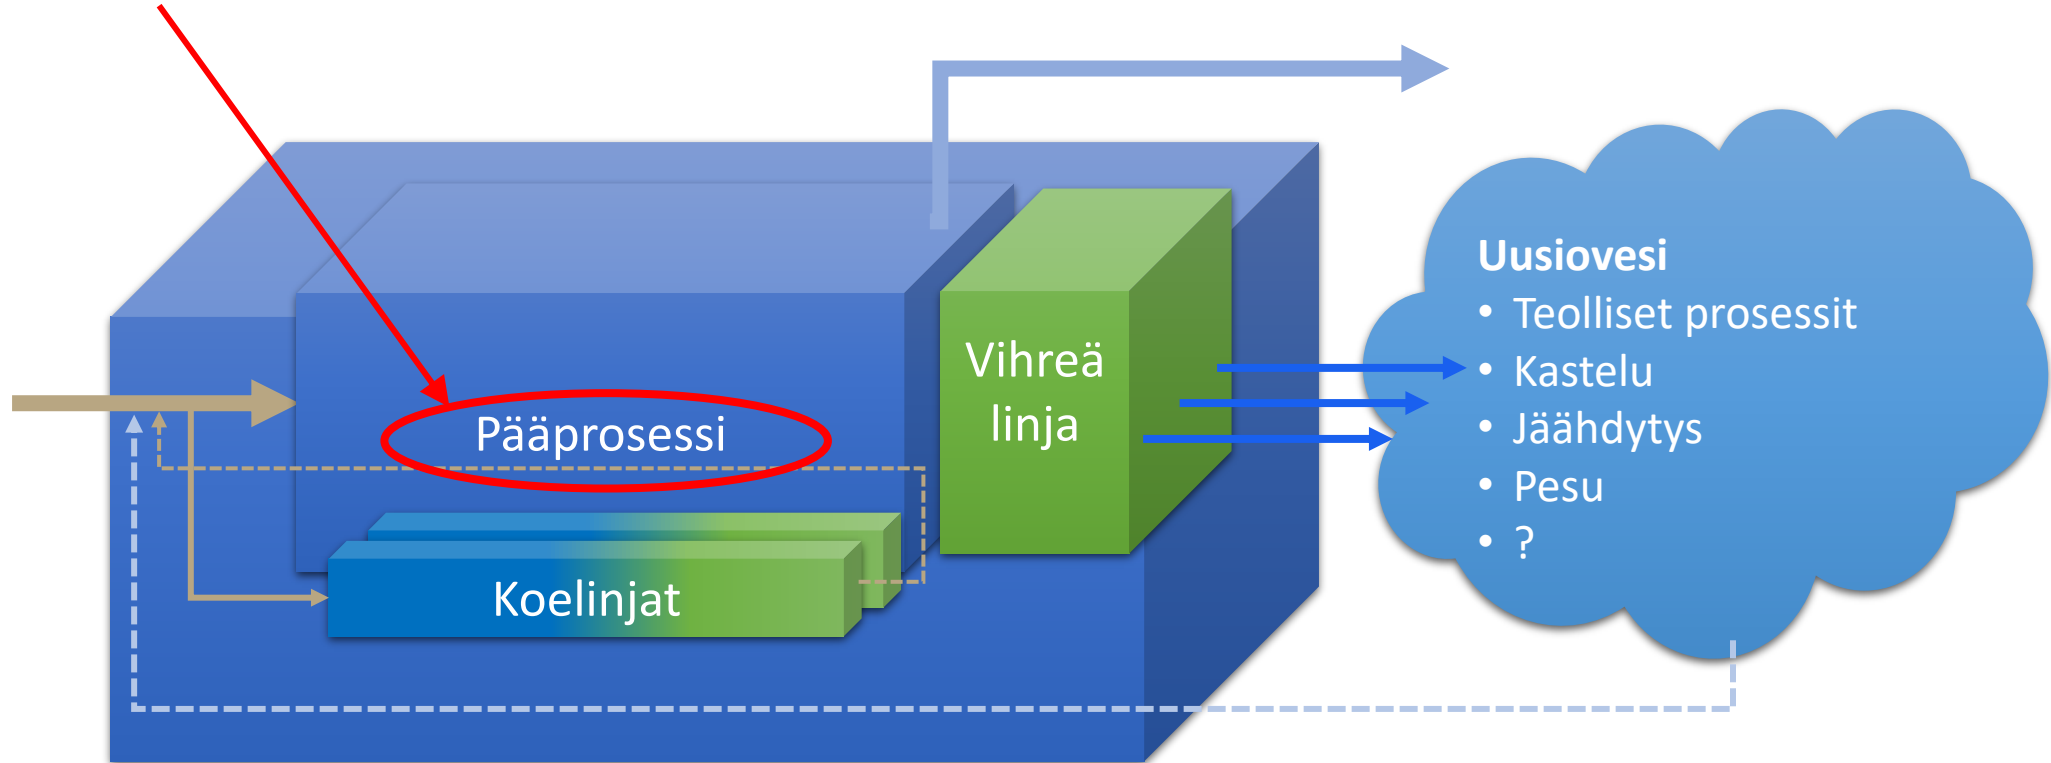 Pääprosessi
Koelinjat
Vihreä
linja
Uusiovesi
• Teolliset prosessit
• Kastelu
• Jäähdytys
• Pesu
• ?